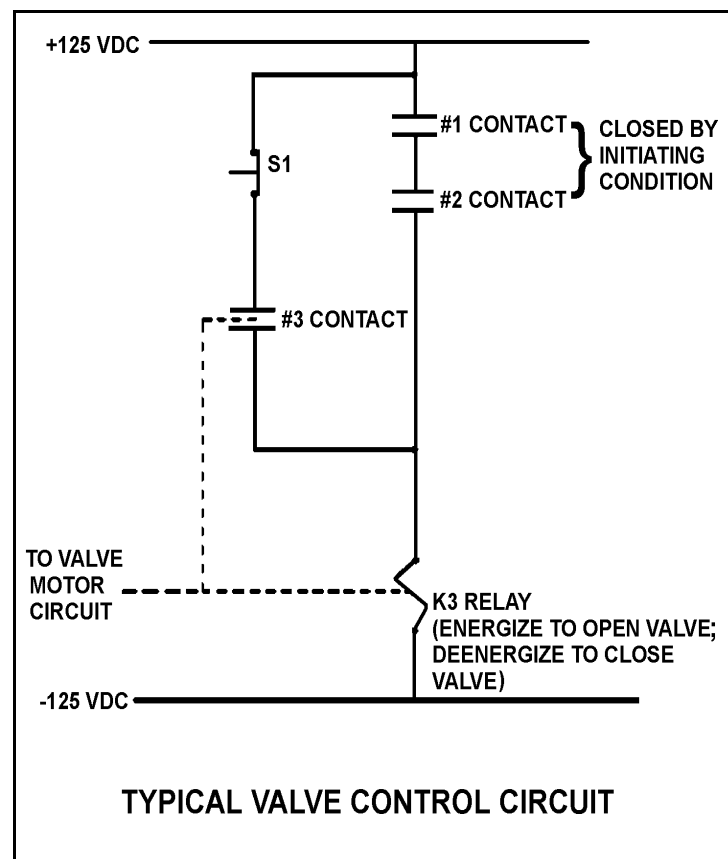 +125 VDC
#1 CONTACT
#2 CONTACT
CLOSED BY
INITIATING
CONDITION
S1
#3 CONTACT
TO VALVE
MOTOR
CIRCUIT
K3 RELAY
(ENERGIZE TO OPEN VALVE;
DEENERGIZE TO CLOSE
VALVE)
-125 VDC
TYPICAL VALVE CONTROL CIRCUIT